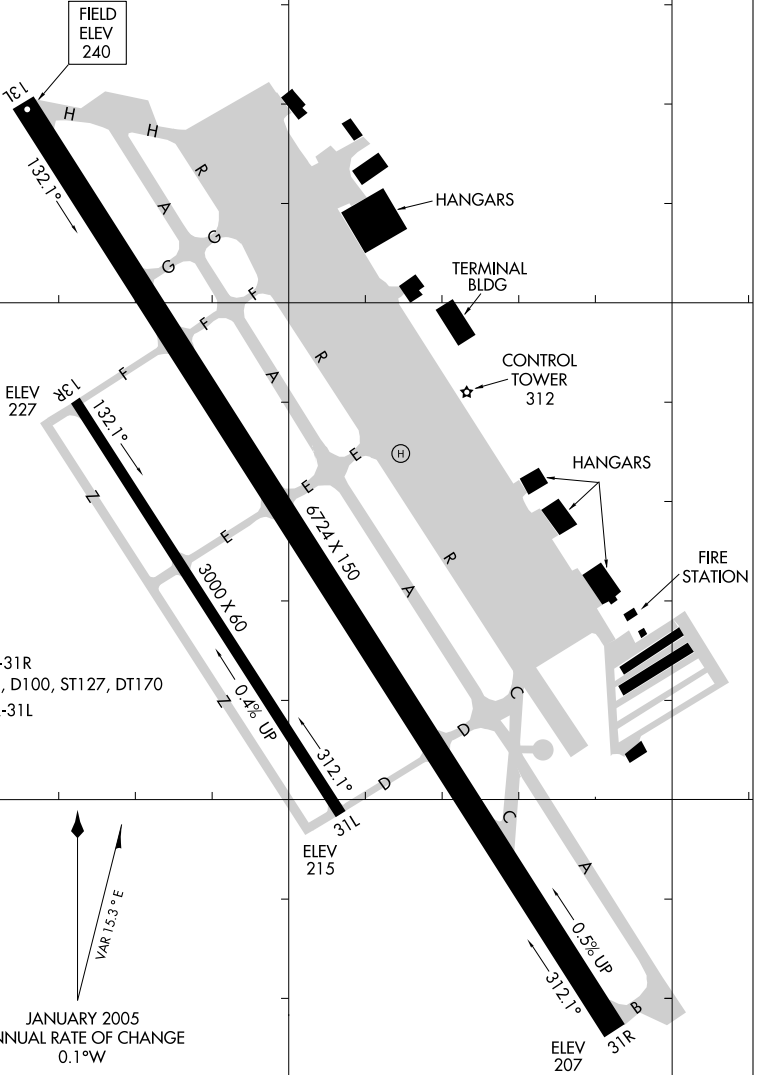 FIELD
ELEV
240
13L
H
H
132.1°
R
A
HANGARS
G
G
TERMINAL
BLDG
F
F
F
R
A
CONTROL
TOWER
312
ELEV
227
13R
132.1°
E
H
HANGARS
E
Z
6724 X 150
E
R
FIRE
STATION
3000 X 60
A
-31R
, D100, ST127, DT170
-31L
0.4% UP
Z
C
D
312.1°
D
31L
C
ELEV
215
A
VAR 15.3° E
0.5% UP
312.1°
B
31R
JANUARY 2005
NNUAL RATE OF CHANGE
0.1°W
ELEV
207